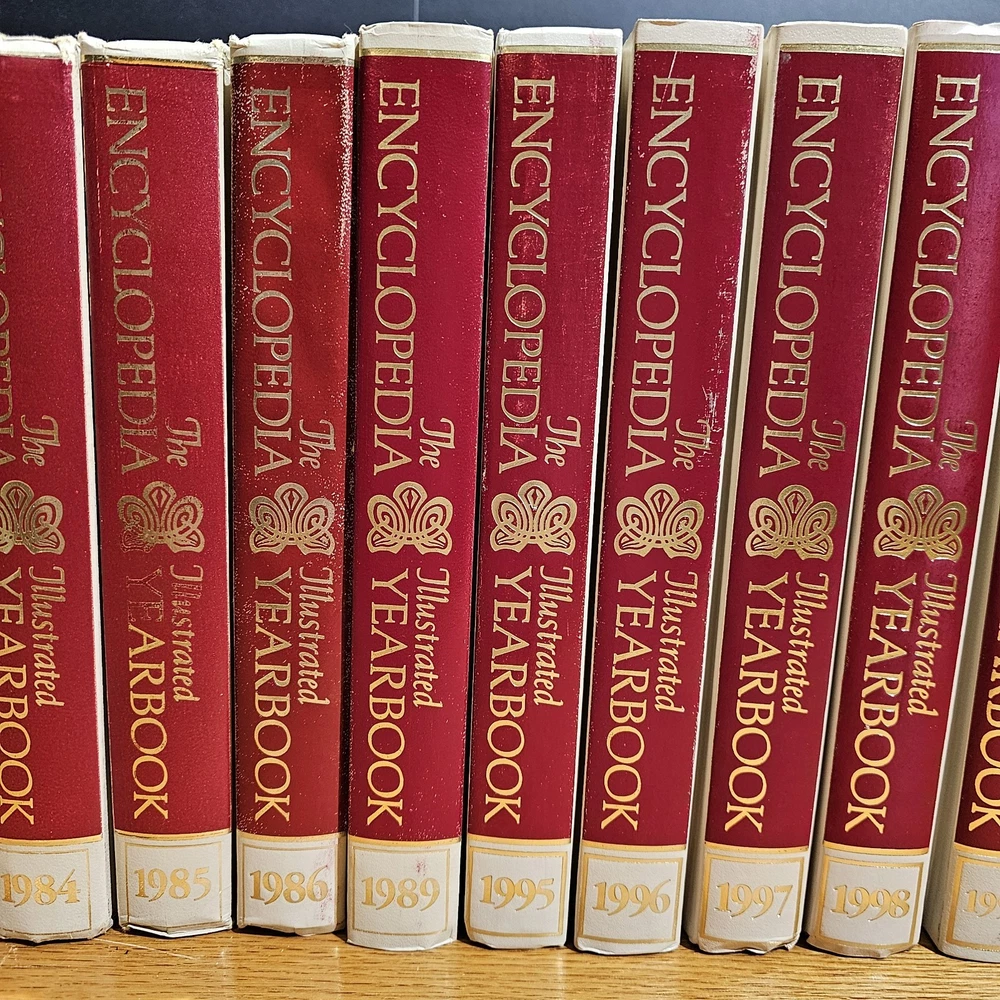 The Illustrated
YEARBOOK
1984
The Illustrated
ENCYCLOPEDIA YEARBOOK
1985
The Illustrated
ENCYCLOPEDIA YEARBOOK
1986
The Illustrated
ENCYCLOPEDIA YEARBOOK
1989
The Illustrated
ENCYCLOPEDIA YEARBOOK
1995
The Illustrated
ENCYCLOPEDIA YEARBOOK
1996
The Illustrated
ENCYCLOPEDIA YEARBOOK
1997
The Illustrated
ENCYCLOPEDIA YEARBOOK
1998